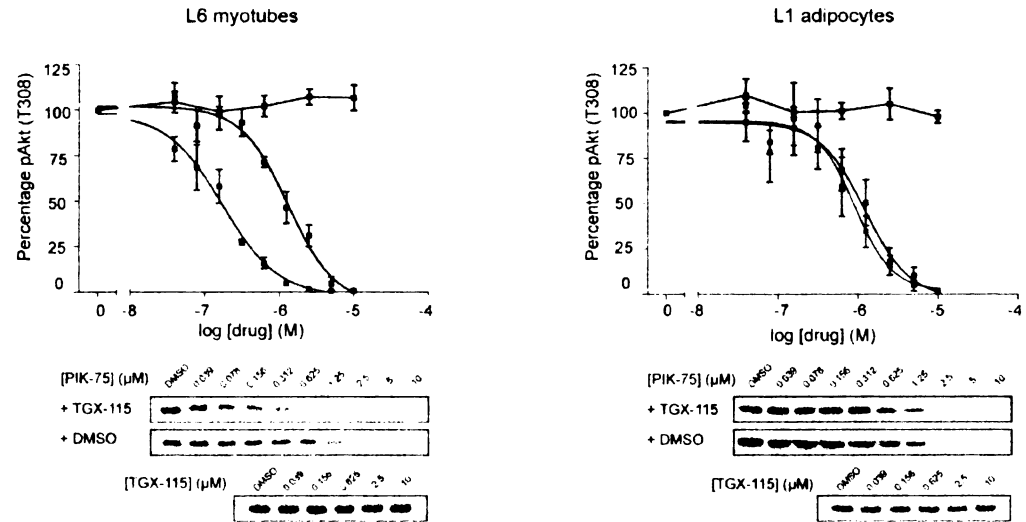 L6 myotubes
Percentage pAkt (T308)
125
100
75
50
25
0
0 -8 -7 -6 -5 -4
log [drug] (M)
[PIK-75] (µM) DMSO 0.039 0.078 0.156 0.312 0.625 1.25 2.5 5 10
+ TGX-115
+ DMSO
[TGX-115] (µM) DMSO 0.039 0.156 0.625 2.5 10
L1 adipocytes
Percentage pAkt (T308)
125
100
75
50
25
0
0 -8 -7 -6 -5 -4
log [drug] (M)
[PIK-75] (µM) DMSO 0.039 0.078 0.156 0.312 0.625 1.25 2.5 5 10
+ TGX-115
+ DMSO
[TGX-115] (µM) DMSO 0.039 0.156 0.625 2.5 10